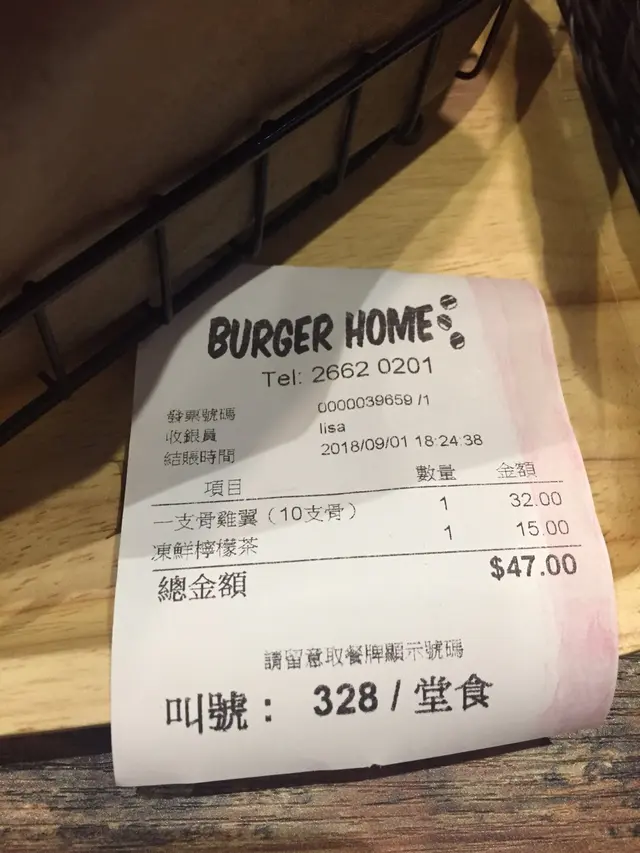 BURGER HOME
Tel: 2662 0201
發票號碼 0000039659 /1
收銀員 lisa
結賬時間 2018/09/01 18:24:38
項目 數量 金額
一支骨雞翼（10支骨） 1 32.00
凍鮮檸檬茶 1 15.00
總金額 $47.00
請留意取餐牌顯示號碼
叫號： 328 / 堂食